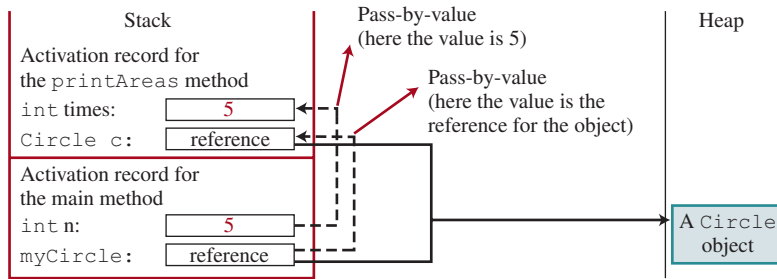 Stack
Activation record for
the printAreas method
int times: 5
Circle c: reference
Activation record for
the main method
int n: 5
myCircle: reference
Pass-by-value
(here the value is 5)
Pass-by-value
(here the value is the
reference for the object)
Heap
A Circle
object